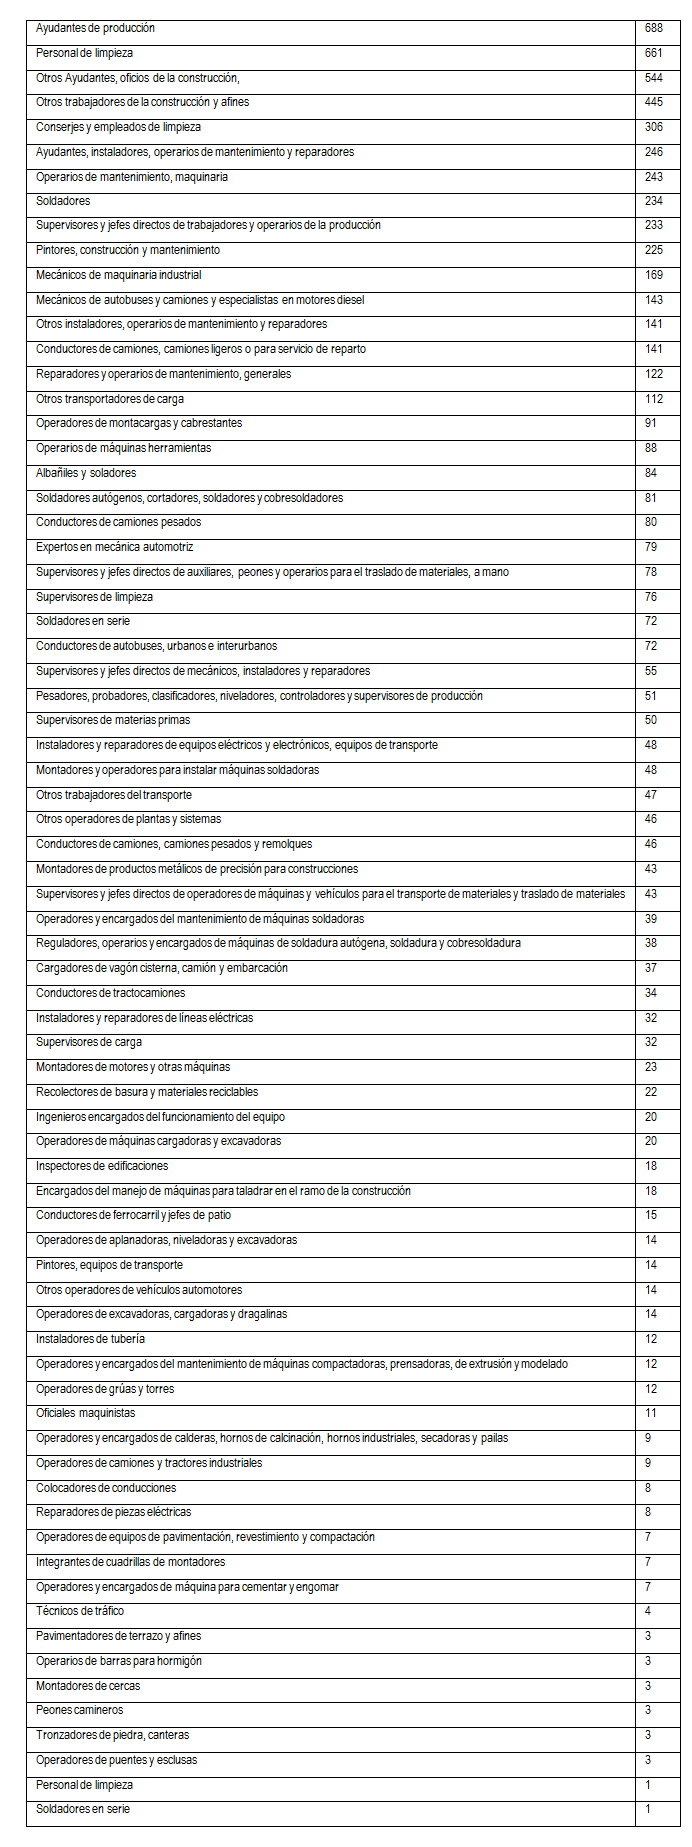 Ayudantes de producción 688
Personal de limpieza 661
Otros Ayudantes, oficios de la construcción, 544
Otros trabajadores de la construcción y afines 445
Conserjes y empleados de limpieza 306
Ayudantes, instaladores, operarios de mantenimiento y reparadores 246
Operarios de mantenimiento, maquinaria 243
Soldadores 234
Supervisores y jefes directos de trabajadores y operarios de la producción 233
Pintores, construcción y mantenimiento 225
Mecánicos de maquinaria industrial 169
Mecánicos de autobuses y camiones y especialistas en motores diesel 143
Otros instaladores, operarios de mantenimiento y reparadores 141
Conductores de camiones, camiones ligeros o para servicio de reparto 141
Reparadores y operarios de mantenimiento, generales 122
Otros transportadores de carga 112
Operadores de montacargas y cabrestantes 91
Operarios de máquinas herramientas 88
Albañiles y soladores 84
Soldadores autógenos, cortadores, soldadores y cobresoldadores 81
Conductores de camiones pesados 80
Expertos en mecánica automotriz 79
Supervisores y jefes directos de auxiliares, peones y operarios para el traslado de materiales, a mano 78
Supervisores de limpieza 76
Soldadores en serie 72
Conductores de autobuses, urbanos e interurbanos 72
Supervisores y jefes directos de mecánicos, instaladores y reparadores 55
Pesadores, probadores, clasificadores, niveladores, controladores y supervisores de producción 51
Supervisores de materias primas 50
Instaladores y reparadores de equipos eléctricos y electrónicos, equipos de transporte 48
Montadores y operadores para instalar máquinas soldadoras 48
Otros trabajadores del transporte 47
Otros operadores de plantas y sistemas 46
Conductores de camiones, camiones pesados y remolques 46
Montadores de productos metálicos de precisión para construcciones 43
Supervisores y jefes directos de operadores de máquinas y vehículos para el transporte de materiales y traslado de materiales 43
Operadores y encargados del mantenimiento de máquinas soldadoras 39
Reguladores, operarios y encargados de máquinas de soldadura autógena, soldadura y cobresoldadura 38
Cargadores de vagón cisterna, camión y embarcación 37
Conductores de tractocamiones 34
Instaladores y reparadores de líneas eléctricas 32
Supervisores de carga 32
Montadores de motores y otras máquinas 23
Recolectores de basura y materiales reciclables 22
Ingenieros encargados del funcionamiento del equipo 20
Operadores de máquinas cargadoras y excavadoras 20
Inspectores de edificaciones 18
Encargados del manejo de máquinas para taladrar en el ramo de la construcción 18
Conductores de ferrocarril y jefes de patio 15
Operadores de aplanadoras, niveladoras y excavadoras 14
Pintores, equipos de transporte 14
Otros operadores de vehículos automotores 14
Operadores de excavadoras, cargadoras y dragalinas 14
Instaladores de tubería 12
Operadores y encargados del mantenimiento de máquinas compactadoras, prensadoras, de extrusión y modelado 12
Operadores de grúas y torres 12
Oficiales maquinistas 11
Operadores y encargados de calderas, hornos de calcinación, hornos industriales, secadoras y pailas 9
Operadores de camiones y tractores industriales 9
Colocadores de conducciones 8
Reparadores de piezas eléctricas 8
Operadores de equipos de pavimentación, revestimiento y compactación 7
Integrantes de cuadrillas de montadores 7
Operadores y encargados de máquina para cementar y engomar 7
Técnicos de tráfico 4
Pavimentadores de terrazo y afines 3
Operarios de barras para hormigón 3
Montadores de cercas 3
Peones camineros 3
Tronzadores de piedra, canteras 3
Operadores de puentes y esclusas 3
Personal de limpieza 1
Soldadores en serie 1